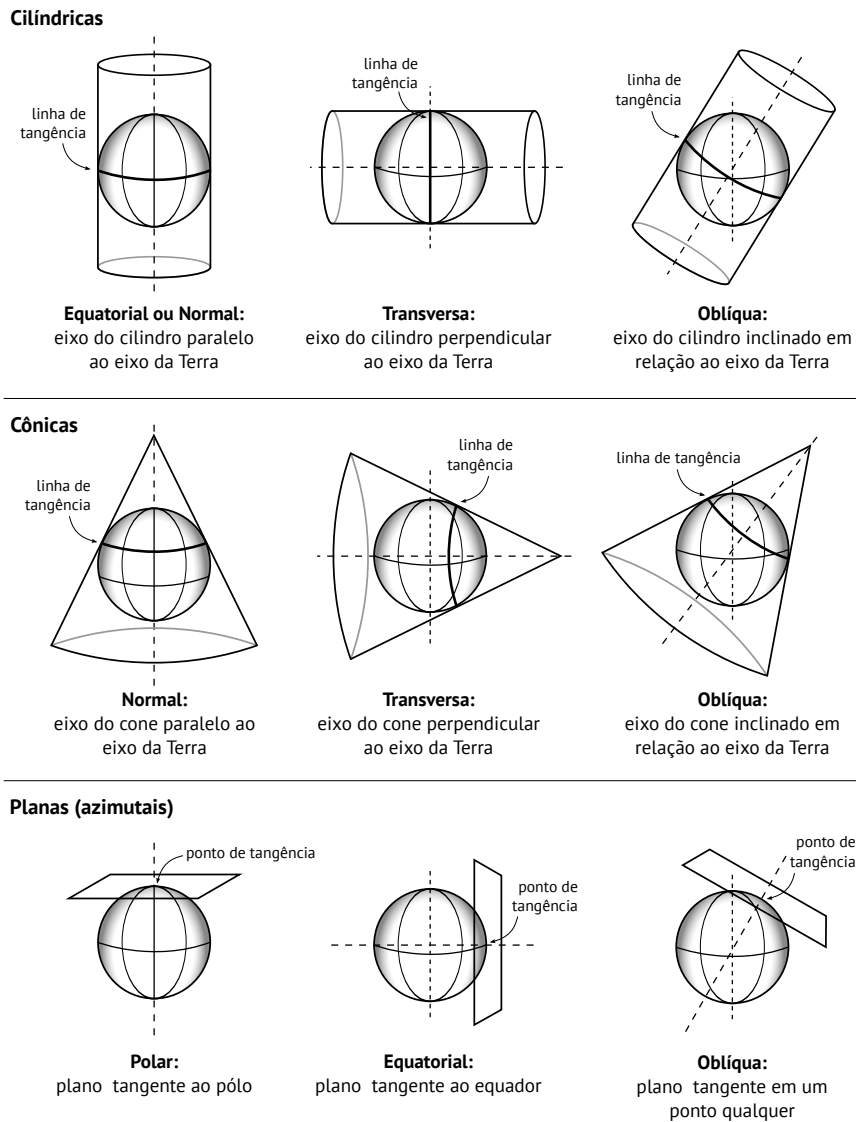 Cilíndricas
linha de
tangência
linha de
tangência
linha de
tangência
Equatorial ou Normal:
eixo do cilindro paralelo
ao eixo da Terra
Transversa:
eixo do cilindro perpendicular
ao eixo da Terra
Oblíqua:
eixo do cilindro inclinado em
relação ao eixo da Terra
Cônicas
linha de
tangência
linha de
tangência
linha de tangência
Normal:
eixo do cone paralelo ao
eixo da Terra
Transversa:
eixo do cone perpendicular
ao eixo da Terra
Oblíqua:
eixo do cone inclinado em
relação ao eixo da Terra
Planas (azimutais)
ponto de tangência
ponto de
tangência
ponto de
tangência
Polar:
plano tangente ao pólo
Equatorial:
plano tangente ao equador
Oblíqua:
plano tangente em um
ponto qualquer